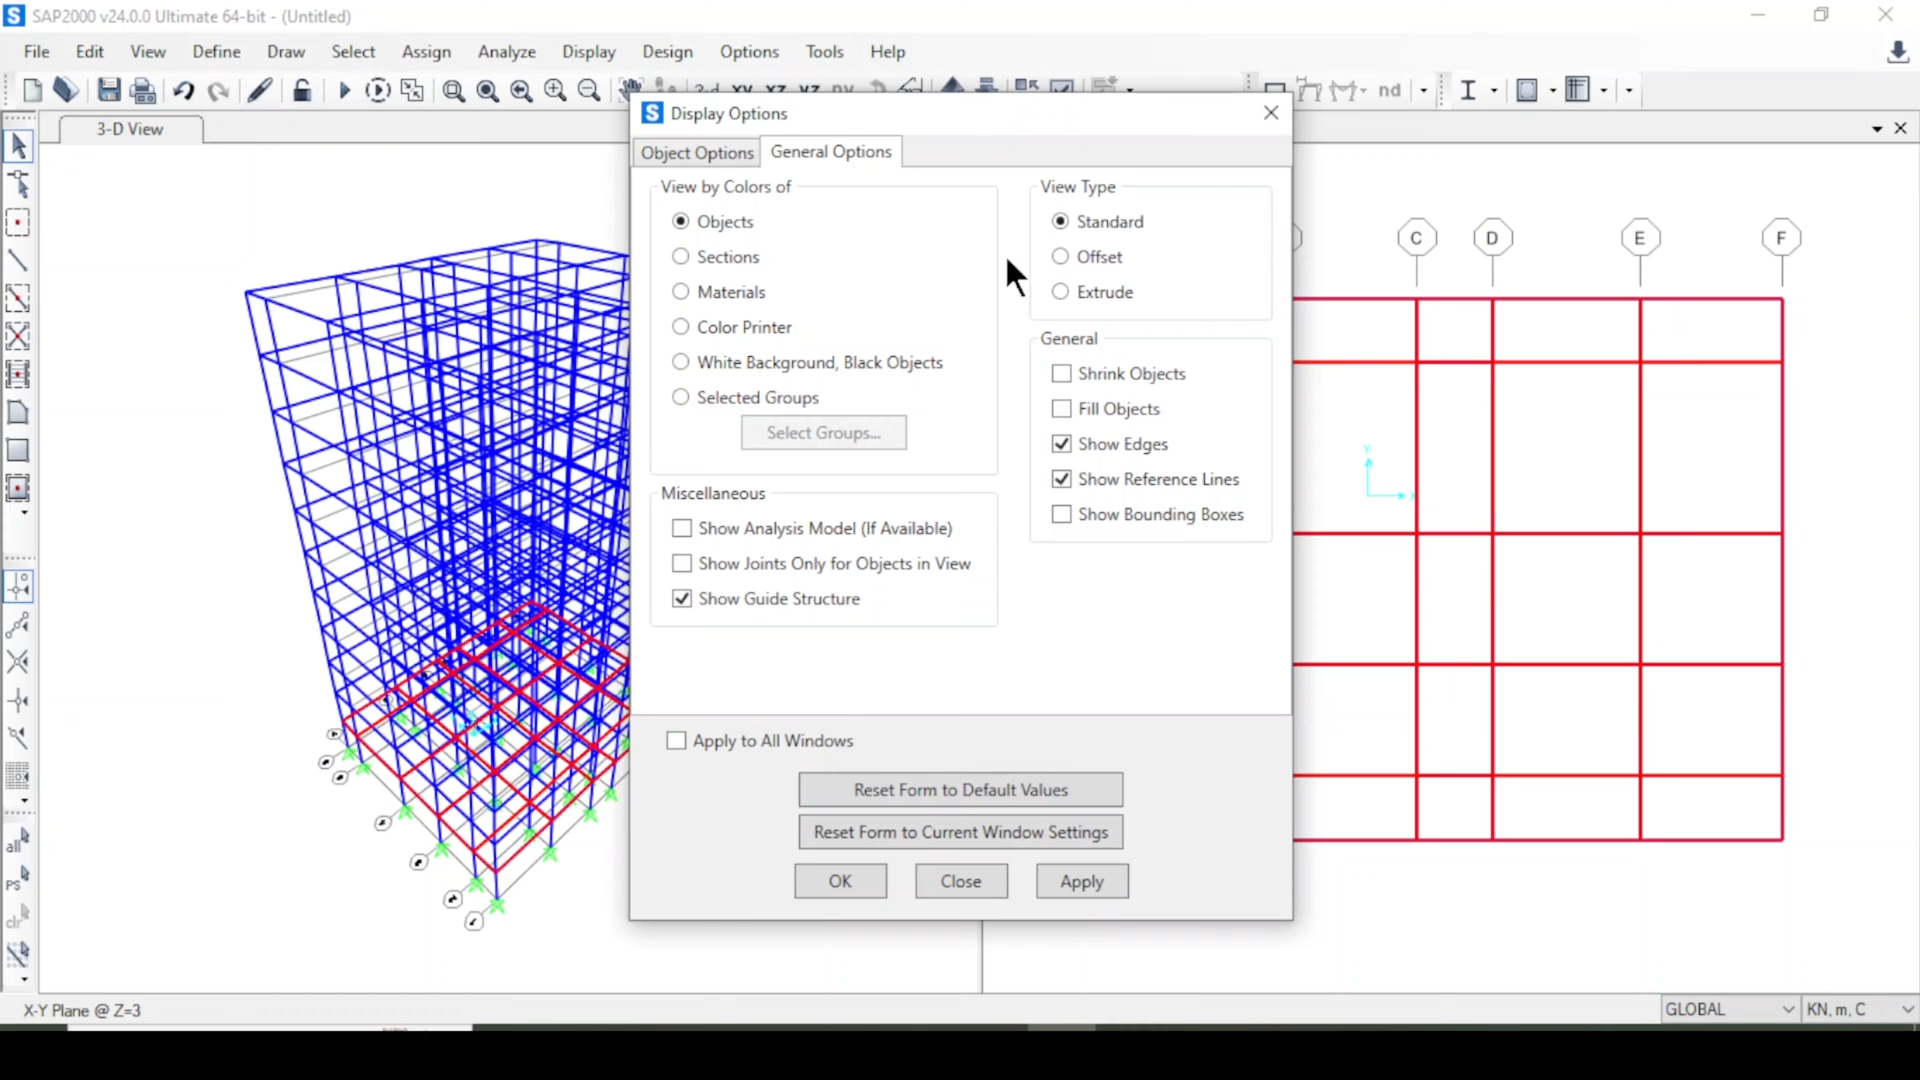 SAP2000 v24.0.0 Ultimate 64-bit - (Untitled)
File Edit View Define Draw Select Assign Analyze Display Design Options Tools Help
nd
3-D View
Display Options
Object Options General Options
View by Colors of
Objects
Sections
Materials
Color Printer
White Background, Black Objects
Selected Groups
Select Groups...
Miscellaneous
Show Analysis Model (If Available)
Show Joints Only for Objects in View
Show Guide Structure
View Type
Standard
Offset
Extrude
General
Shrink Objects
Fill Objects
Show Edges
Show Reference Lines
Show Bounding Boxes
Apply to All Windows
Reset Form to Default Values
Reset Form to Current Window Settings
OK Close Apply
C D E F
Y
X
all
PS
clr
X-Y Plane @ Z=3
GLOBAL
KN, m, C